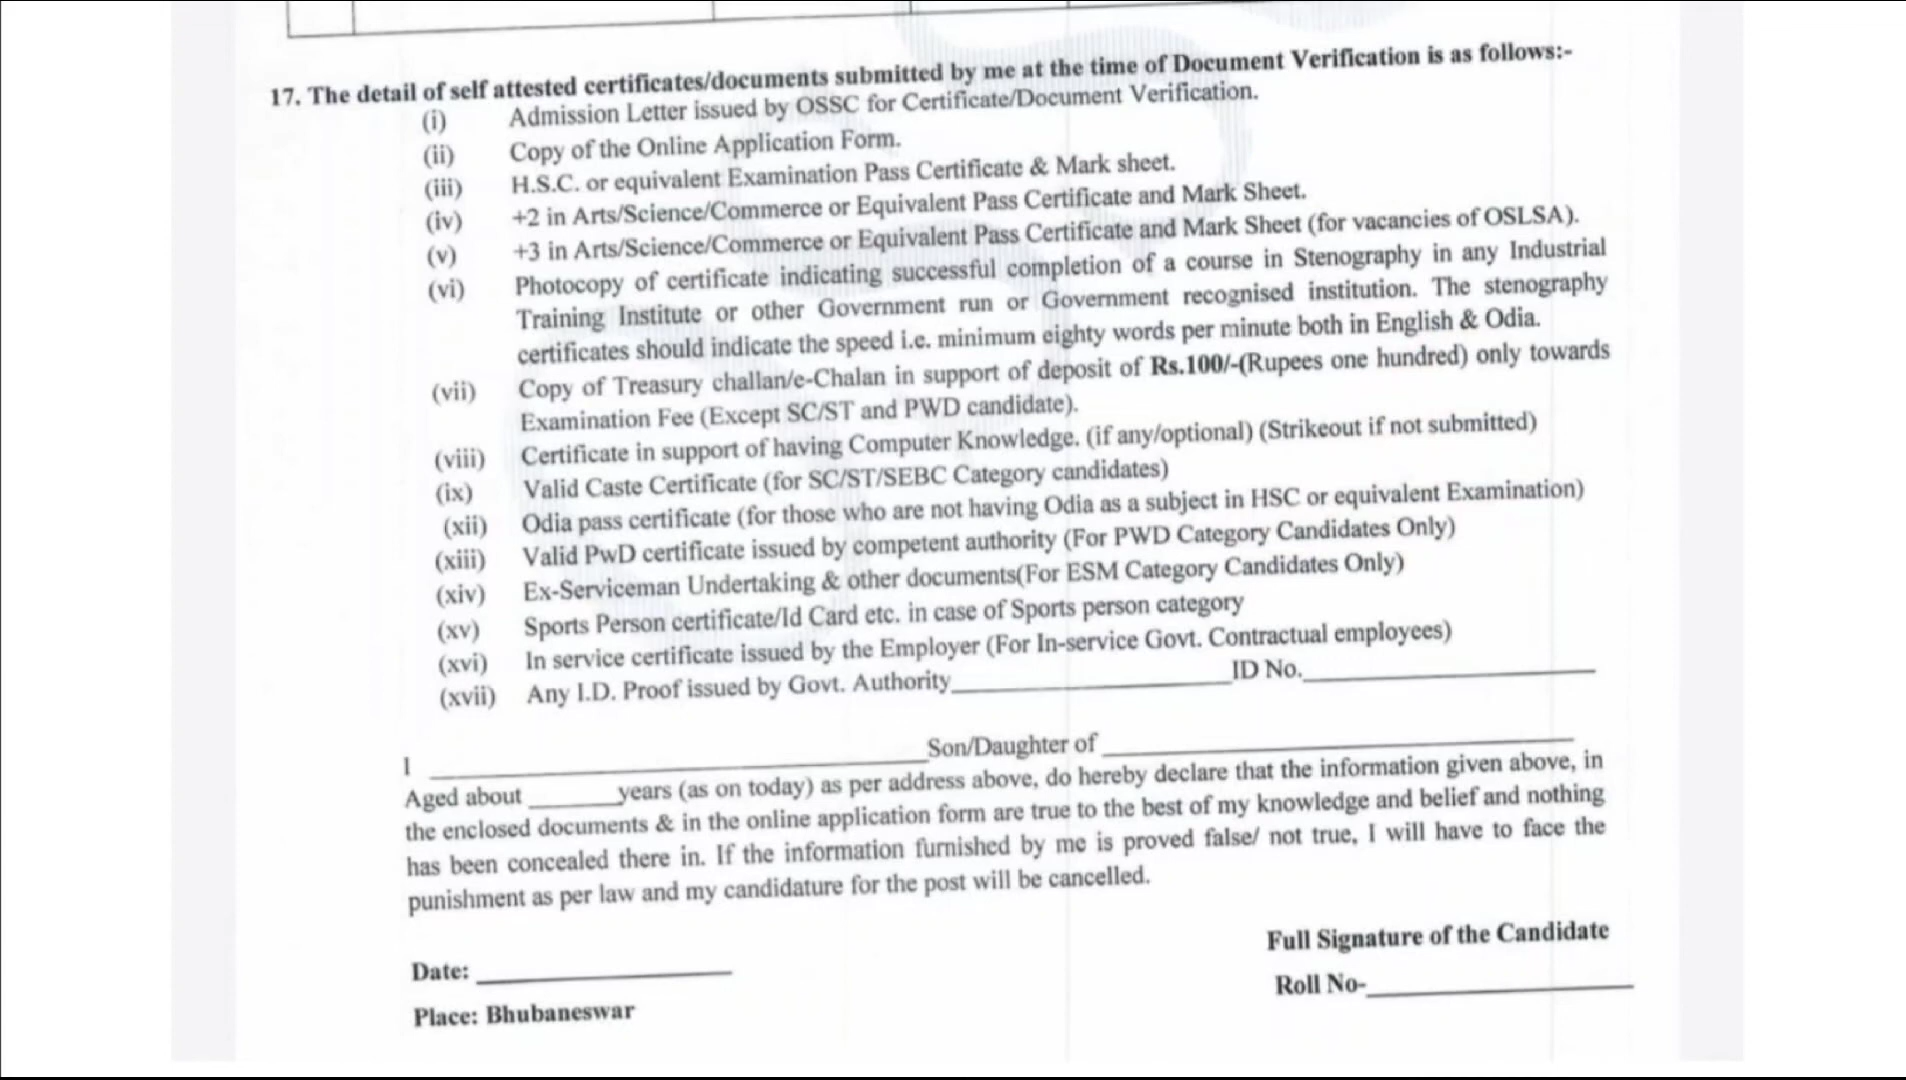 17. The detail of self attested certificates/documents submitted by me at the time of Document Verification is as follows:-
(i) Admission Letter issued by OSSC for Certificate/Document Verification.
(ii) Copy of the Online Application Form.
(iii) H.S.C. or equivalent Examination Pass Certificate & Mark sheet.
(iv) +2 in Arts/Science/Commerce or Equivalent Pass Certificate and Mark Sheet.
(v) +3 in Arts/Science/Commerce or Equivalent Pass Certificate and Mark Sheet (for vacancies of OSLSA).
(vi) Photocopy of certificate indicating successful completion of a course in Stenography in any Industrial
Training Institute or other Government run or Government recognised institution. The stenography
certificates should indicate the speed i.e. minimum eighty words per minute both in English & Odia.
(vii) Copy of Treasury challan/e-Chalan in support of deposit of Rs.100/-(Rupees one hundred) only towards
Examination Fee (Except SC/ST and PWD candidate).
(viii) Certificate in support of having Computer Knowledge. (if any/optional) (Strikeout if not submitted)
(ix) Valid Caste Certificate (for SC/ST/SEBC Category candidates)
(xii) Odia pass certificate (for those who are not having Odia as a subject in HSC or equivalent Examination)
(xiii) Valid PwD certificate issued by competent authority (For PWD Category Candidates Only)
(xiv) Ex-Serviceman Undertaking & other documents(For ESM Category Candidates Only)
(xv) Sports Person certificate/Id Card etc. in case of Sports person category
(xvi) In service certificate issued by the Employer (For In-service Govt. Contractual employees)
(xvii) Any I.D. Proof issued by Govt. Authority____________________ID No.____________________
I ____________________Son/Daughter of ____________________
Aged about ______years (as on today) as per address above, do hereby declare that the information given above, in
the enclosed documents & in the online application form are true to the best of my knowledge and belief and nothing
has been concealed there in. If the information furnished by me is proved false/ not true, I will have to face the
punishment as per law and my candidature for the post will be cancelled.
Full Signature of the Candidate
Date: ____________________
Roll No-____________________
Place: Bhubaneswar